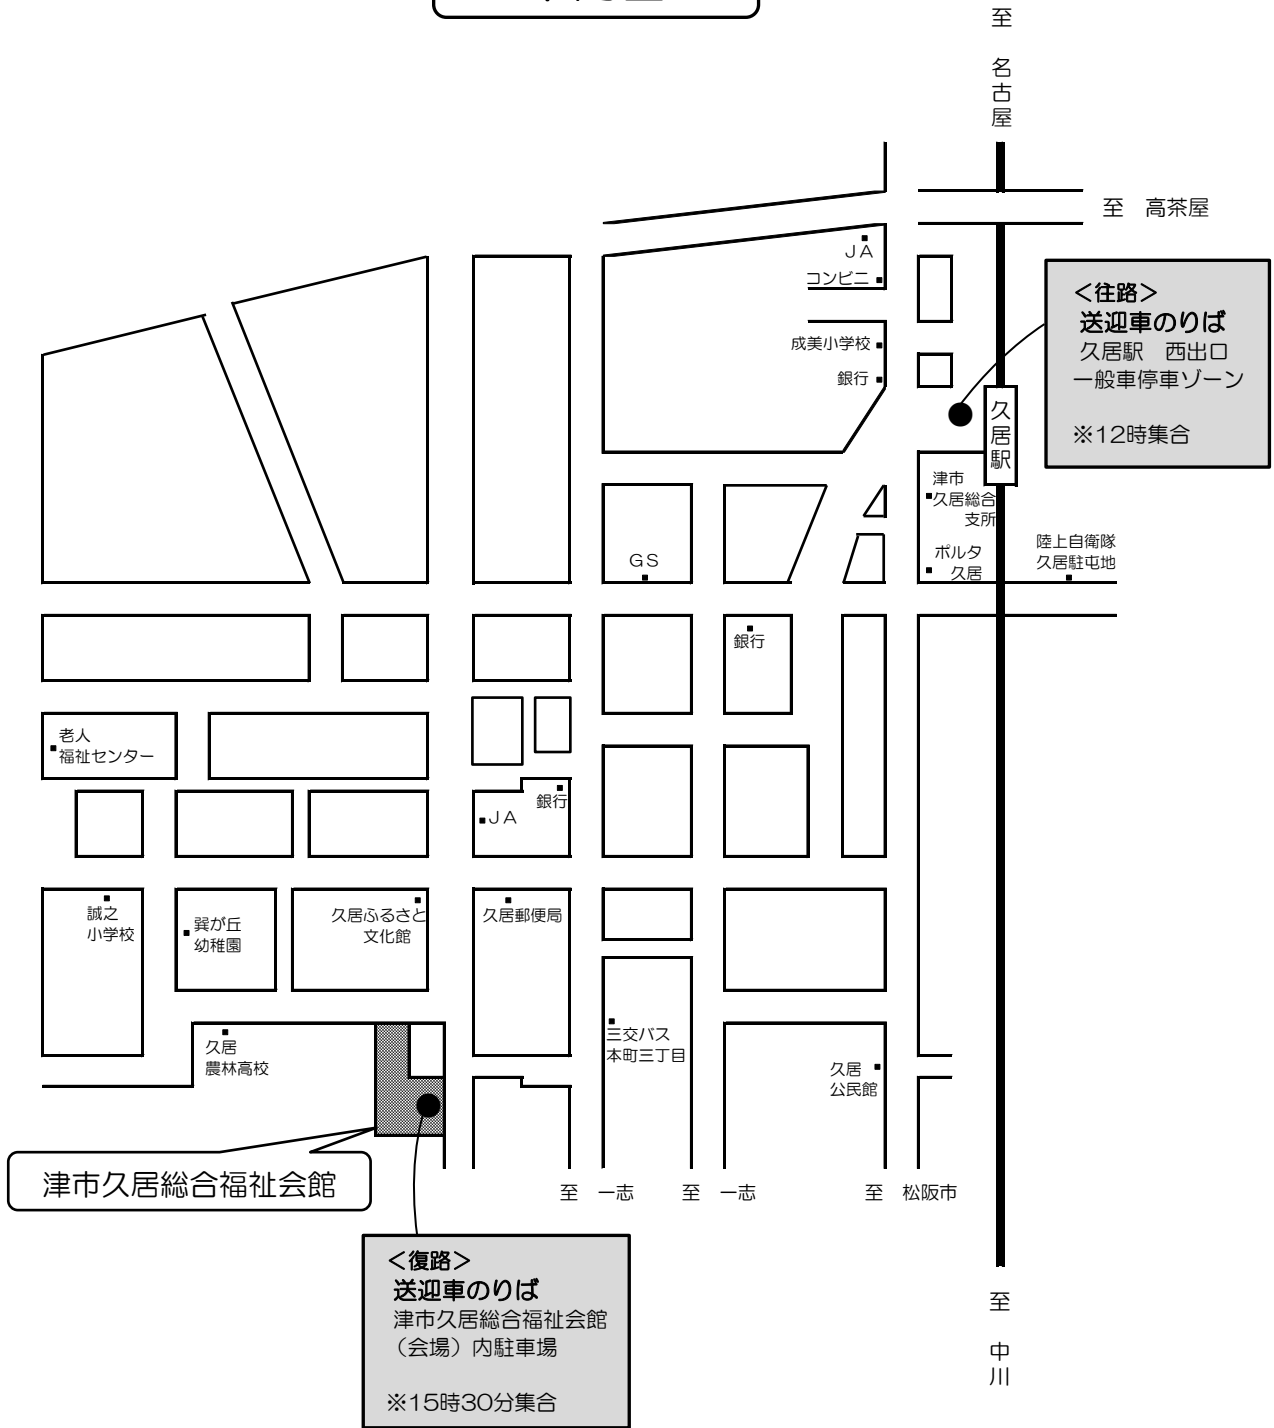 至　名古屋
至　高茶屋
JA
コンビニ
＜往路＞
送迎車のりば
久居駅　西出口
一般車停車ゾーン
※12時集合
成美小学校
銀行
久居駅
津市
久居総合
支所
ポルタ
久居
陸上自衛隊
久居駐屯地
GS
銀行
老人
福祉センター
銀行
JA
誠之
小学校
巽が丘
幼稚園
久居ふるさと
文化館
久居郵便局
久居
農林高校
三交バス
本町三丁目
久居
公民館
津市久居総合福祉会館
至　一志
至　一志
至　松阪市
＜復路＞
送迎車のりば
津市久居総合福祉会館
（会場）内駐車場
※15時30分集合
至　中川